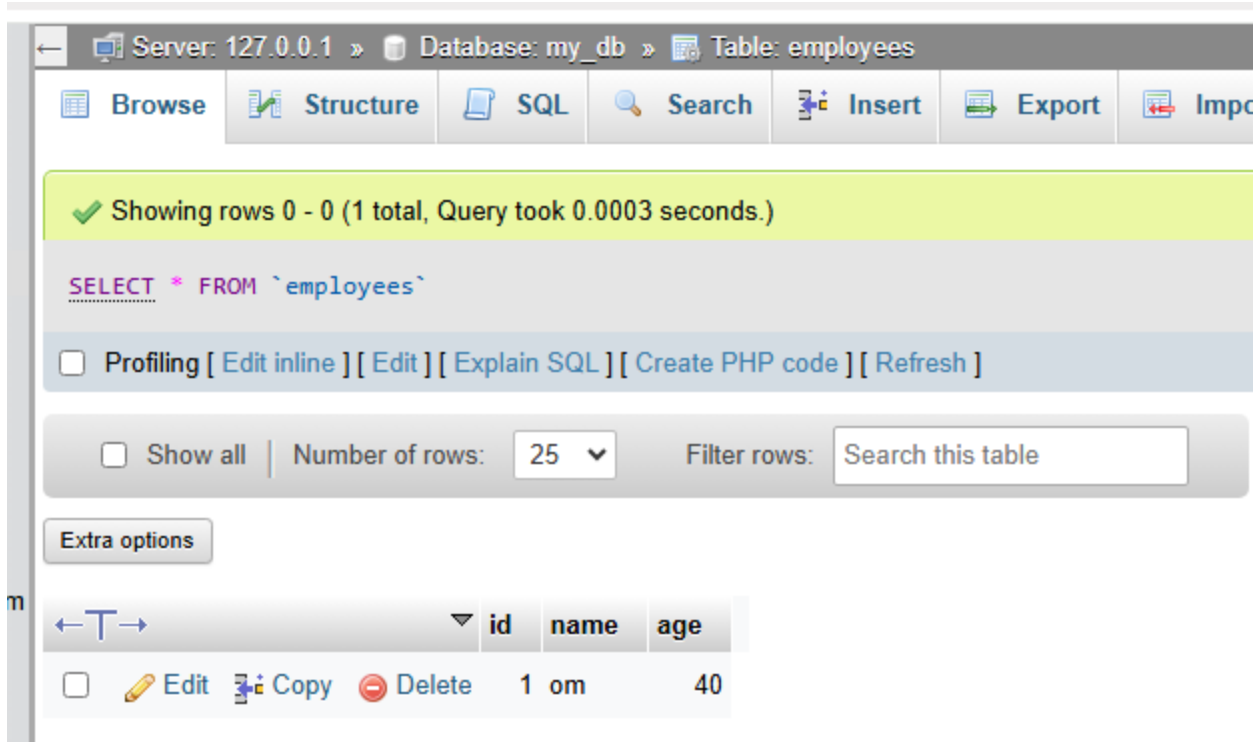 ← Server: 127.0.0.1 » Database: my_db » Table: employees
Browse Structure SQL Search Insert Export Impo
Showing rows 0 - 0 (1 total, Query took 0.0003 seconds.)
SELECT * FROM `employees`
Profiling [ Edit inline ] [ Edit ] [ Explain SQL ] [ Create PHP code ] [ Refresh ]
Show all | Number of rows: 25 Filter rows: Search this table
Extra options
m
←T→ id name age
Edit Copy Delete 1 om 40